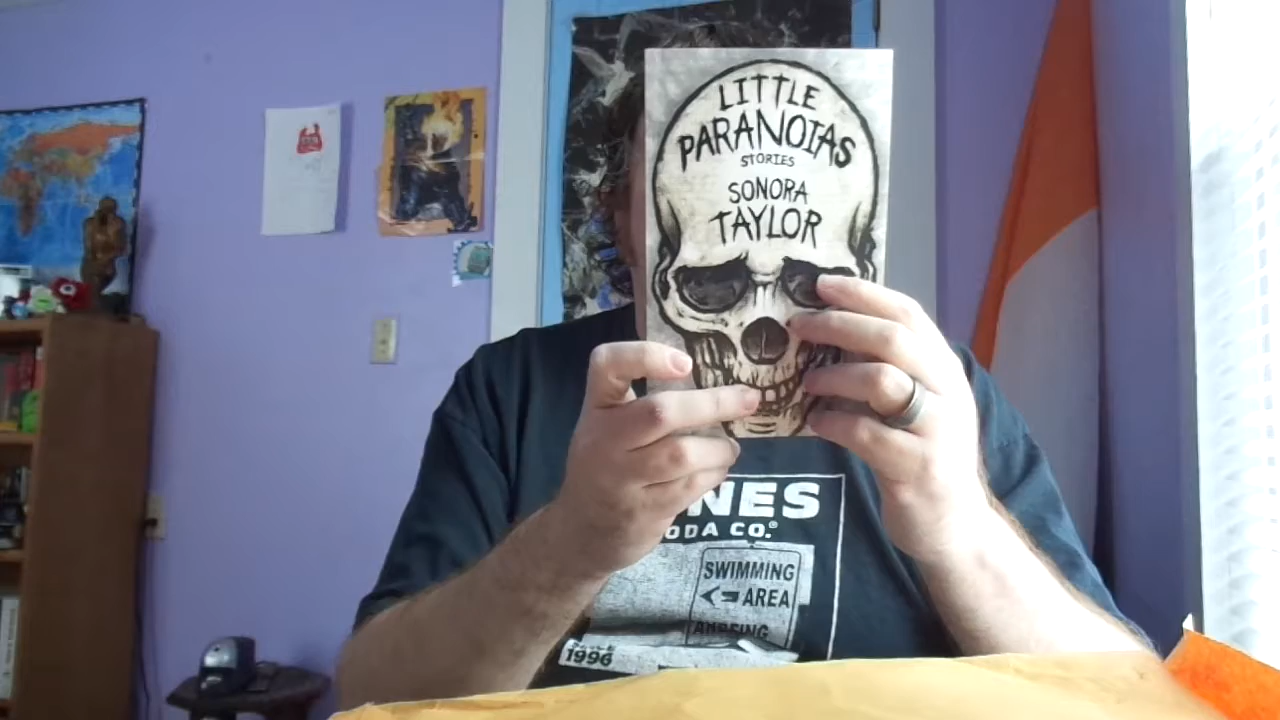 LITTLE
PARANOIAS
STORIES
SONORA
TAYLOR
NES
ODA CO.®
SWIMMING
AREA
1996